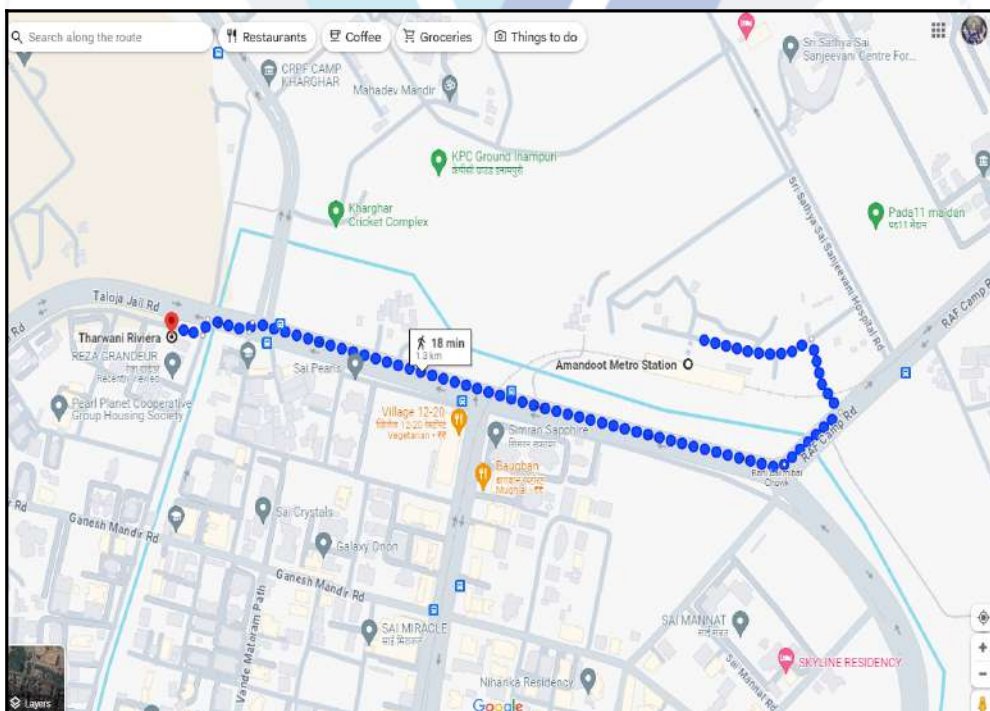 Search along the route
Restaurants
Coffee
Groceries
Things to do
Sri Sathya Sai
Sanjeevani Centre For...
CRPF CAMP
KHARGHAR
Mahadev Mandir
KPC Ground Inampuri
Kharghar
Cricket Complex
Pada11 maidan
Sri Sathya Sai Sanjeevani Hospital Rd
Taloja Jail Rd
RAF Camp Rd
Tharwani Riviera
18 min
1.3 km
Amandoot Metro Station
REZA GRANDEUR
Recently viewed
Sai Pearls
Pearl Planet Cooperative
Group Housing Society
Village 12-20
Vegetarian
Simran Sapphire
RAF Camp Rd
Chowk
Baugban
Mughlai
Sai Crystals
Ganesh Mandir Rd
Galaxy Orion
Ganesh Mandir Rd
Vande Mataram Path
SAI MIRACLE
SAI MANNAT
साई मन्नत
Sai Mannat Rd
SKYLINE RESIDENCY
Niharika Residency
Layers
Google